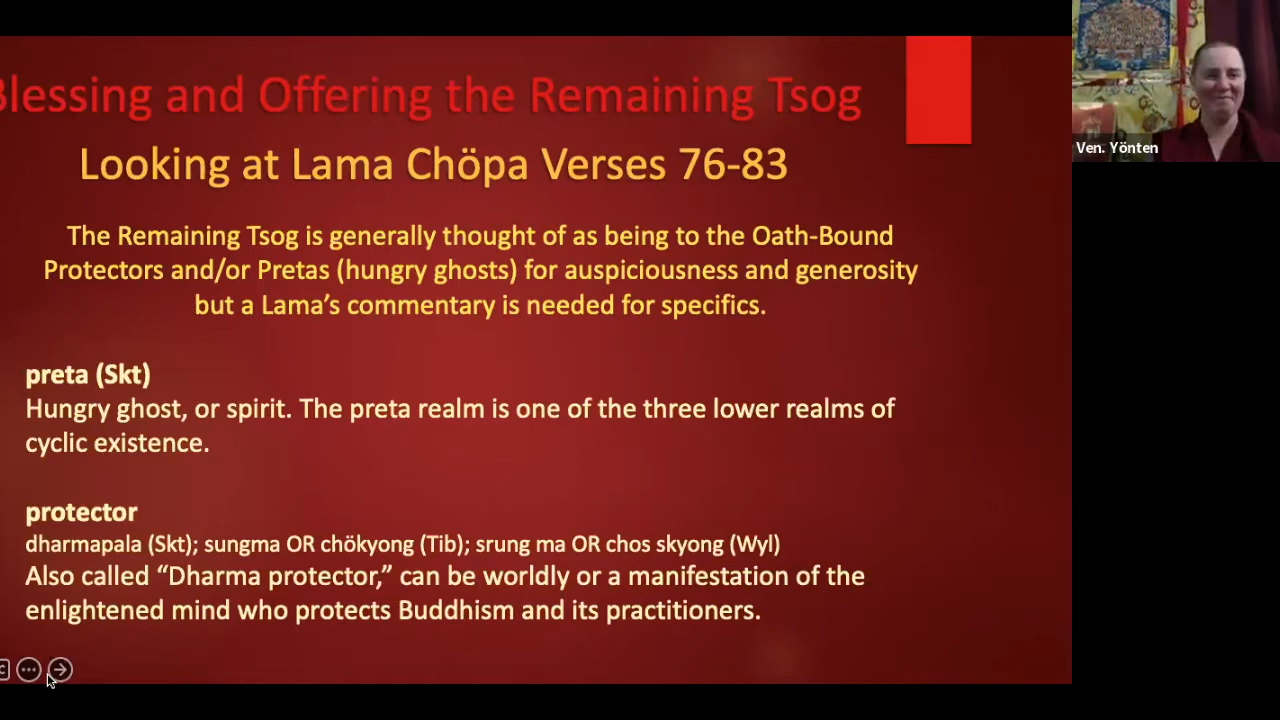 Blessing and Offering the Remaining Tsog
Looking at Lama Chöpa Verses 76-83
The Remaining Tsog is generally thought of as being to the Oath-Bound
Protectors and/or Pretas (hungry ghosts) for auspiciousness and generosity
but a Lama’s commentary is needed for specifics.
preta (Skt)
Hungry ghost, or spirit. The preta realm is one of the three lower realms of
cyclic existence.
protector
dharmapala (Skt); sungma OR chökyong (Tib); srung ma OR chos skyong (Wyl)
Also called “Dharma protector,” can be worldly or a manifestation of the
enlightened mind who protects Buddhism and its practitioners.
Ven. Yönten